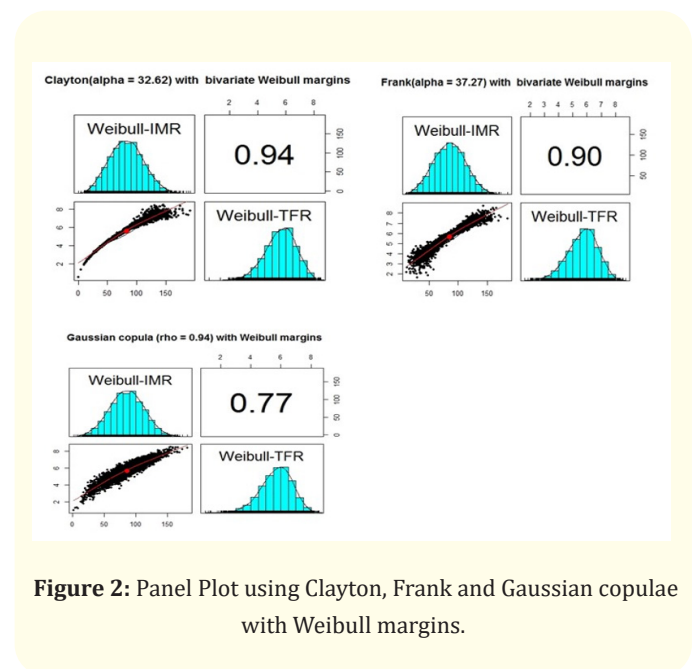 Clayton(alpha = 32.62) with bivariate Weibull margins
2 4 6 8
Weibull-IMR
0.94
0 50 100 150
2 4 6 8
Weibull-TFR
0 50 100 150
Frank(alpha = 37.27) with bivariate Weibull margins
2 3 4 5 6 7 8
Weibull-IMR
0.90
50 100 150
2 3 4 5 6 7 8
Weibull-TFR
50 100 150
Gaussian copula (rho = 0.94) with Weibull margins
2 4 6 8
Weibull-IMR
0.77
0 50 100 150
2 4 6 8
Weibull-TFR
0 50 100 150
Figure 2: Panel Plot using Clayton, Frank and Gaussian copulae
with Weibull margins.